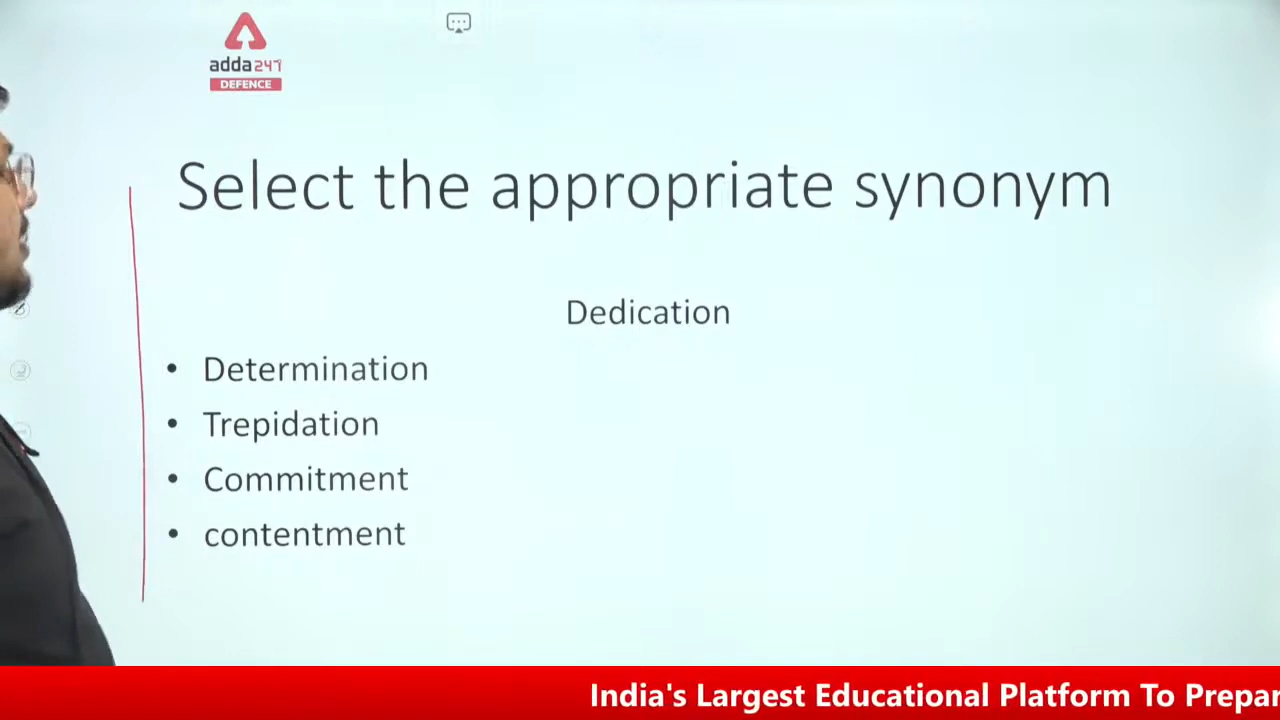 adda247
DEFENCE
Select the appropriate synonym
Dedication
• Determination
• Trepidation
• Commitment
• contentment
India's Largest Educational Platform To Prepar